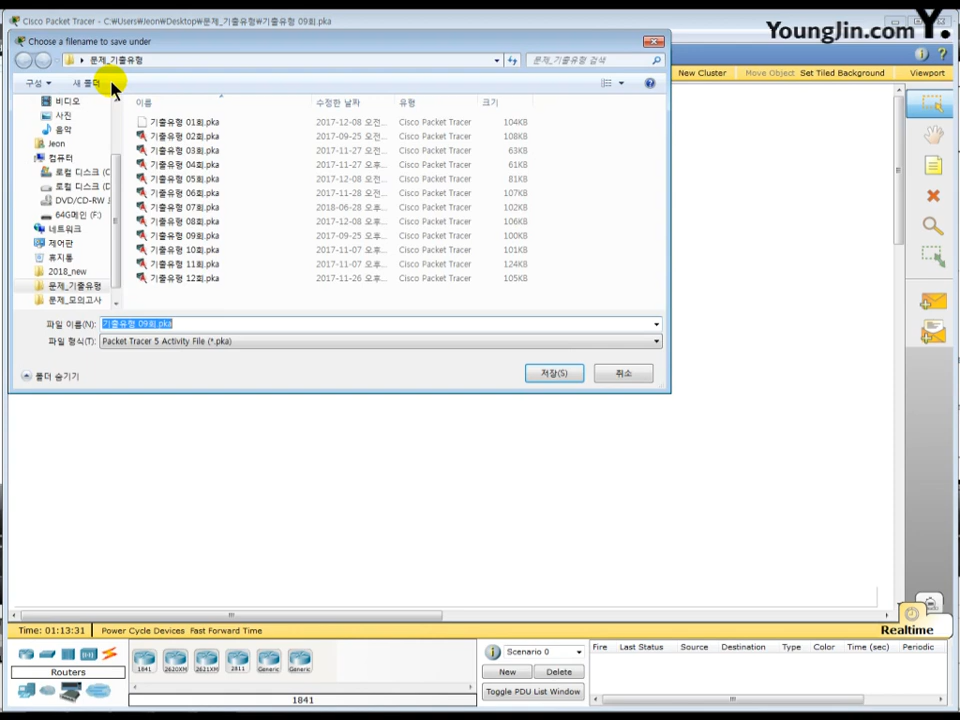 Cisco Packet Tracer - C:₩Users₩Jeon₩Desktop₩문제_기출유형₩기출유형 09회.pka
YoungJin.com Y.
Choose a filename to save under
문제_기출유형
문제_기출유형 검색
구성
새 폴더
New Cluster
Move Object
Set Tiled Background
Viewport
이름
수정한 날짜
유형
크기
비디오
사진
음악
Jeon
컴퓨터
로컬 디스크 (C
로컬 디스크 (D
DVD/CD-RW
64G메인 (F:)
네트워크
제어판
휴지통
2018_new
문제_기출유형
문제_모의고사
기출유형 01회.pka 2017-12-08 오전... Cisco Packet Tracer 104KB
기출유형 02회.pka 2017-09-25 오전... Cisco Packet Tracer 108KB
기출유형 03회.pka 2017-11-27 오전... Cisco Packet Tracer 63KB
기출유형 04회.pka 2017-11-27 오후... Cisco Packet Tracer 61KB
기출유형 05회.pka 2017-12-08 오전... Cisco Packet Tracer 81KB
기출유형 06회.pka 2017-11-28 오전... Cisco Packet Tracer 107KB
기출유형 07회.pka 2018-06-28 오전... Cisco Packet Tracer 102KB
기출유형 08회.pka 2017-12-08 오후... Cisco Packet Tracer 106KB
기출유형 09회.pka 2017-09-25 오후... Cisco Packet Tracer 100KB
기출유형 10회.pka 2017-11-07 오후... Cisco Packet Tracer 101KB
기출유형 11회.pka 2017-11-07 오후... Cisco Packet Tracer 124KB
기출유형 12회.pka 2017-11-26 오후... Cisco Packet Tracer 105KB
파일 이름(N): 기출유형 09회.pka
파일 형식(T): Packet Tracer 5 Activity File (*.pka)
폴더 숨기기
저장(S)
취소
Time: 01:13:31
Power Cycle Devices Fast Forward Time
Realtime
Routers
1841
2620XM
2621XM
2811
Generic
Generic
1841
Scenario 0
New
Delete
Toggle PDU List Window
Fire
Last Status
Source
Destination
Type
Color
Time (sec)
Periodic